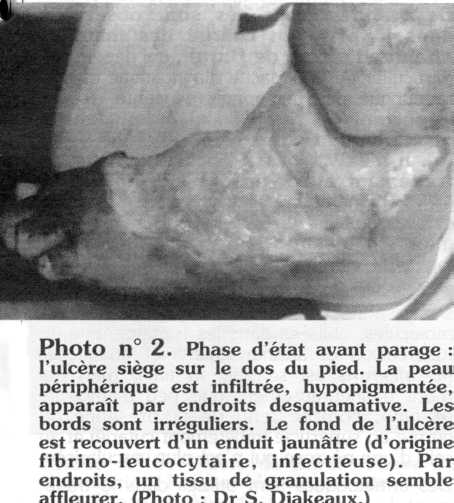 Photo n° 2. Phase d'état avant parage :
l'ulcère siège sur le dos du pied. La peau
périphérique est infiltrée, hypopigmentée,
apparaît par endroits desquamative. Les
bords sont irréguliers. Le fond de l'ulcère
est recouvert d'un enduit jaunâtre (d'origine
fibrino-leucocytaire, infectieuse). Par
endroits, un tissu de granulation semble
affleurer. (Photo : Dr S. Diakeaux.)